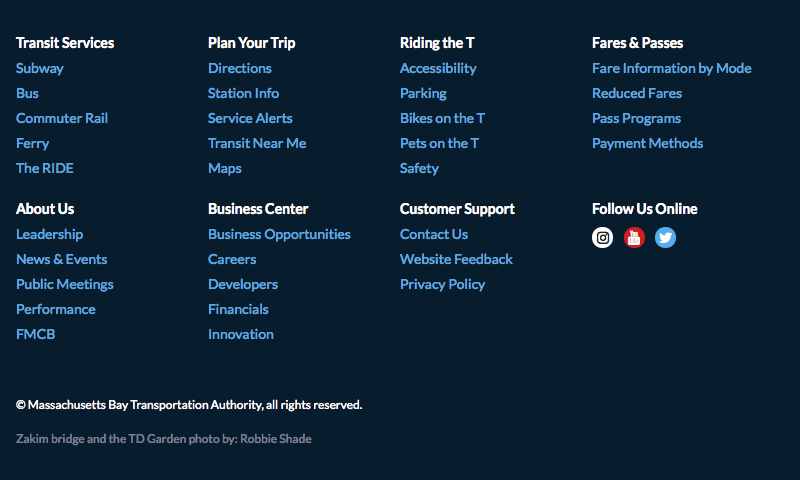 Transit Services
Subway
Bus
Commuter Rail
Ferry
The RIDE
Plan Your Trip
Directions
Station Info
Service Alerts
Transit Near Me
Maps
Riding the T
Accessibility
Parking
Bikes on the T
Pets on the T
Safety
Fares & Passes
Fare Information by Mode
Reduced Fares
Pass Programs
Payment Methods
About Us
Leadership
News & Events
Public Meetings
Performance
FMCB
Business Center
Business Opportunities
Careers
Developers
Financials
Innovation
Customer Support
Contact Us
Website Feedback
Privacy Policy
Follow Us Online
© Massachusetts Bay Transportation Authority, all rights reserved.
Zakim bridge and the TD Garden photo by: Robbie Shade